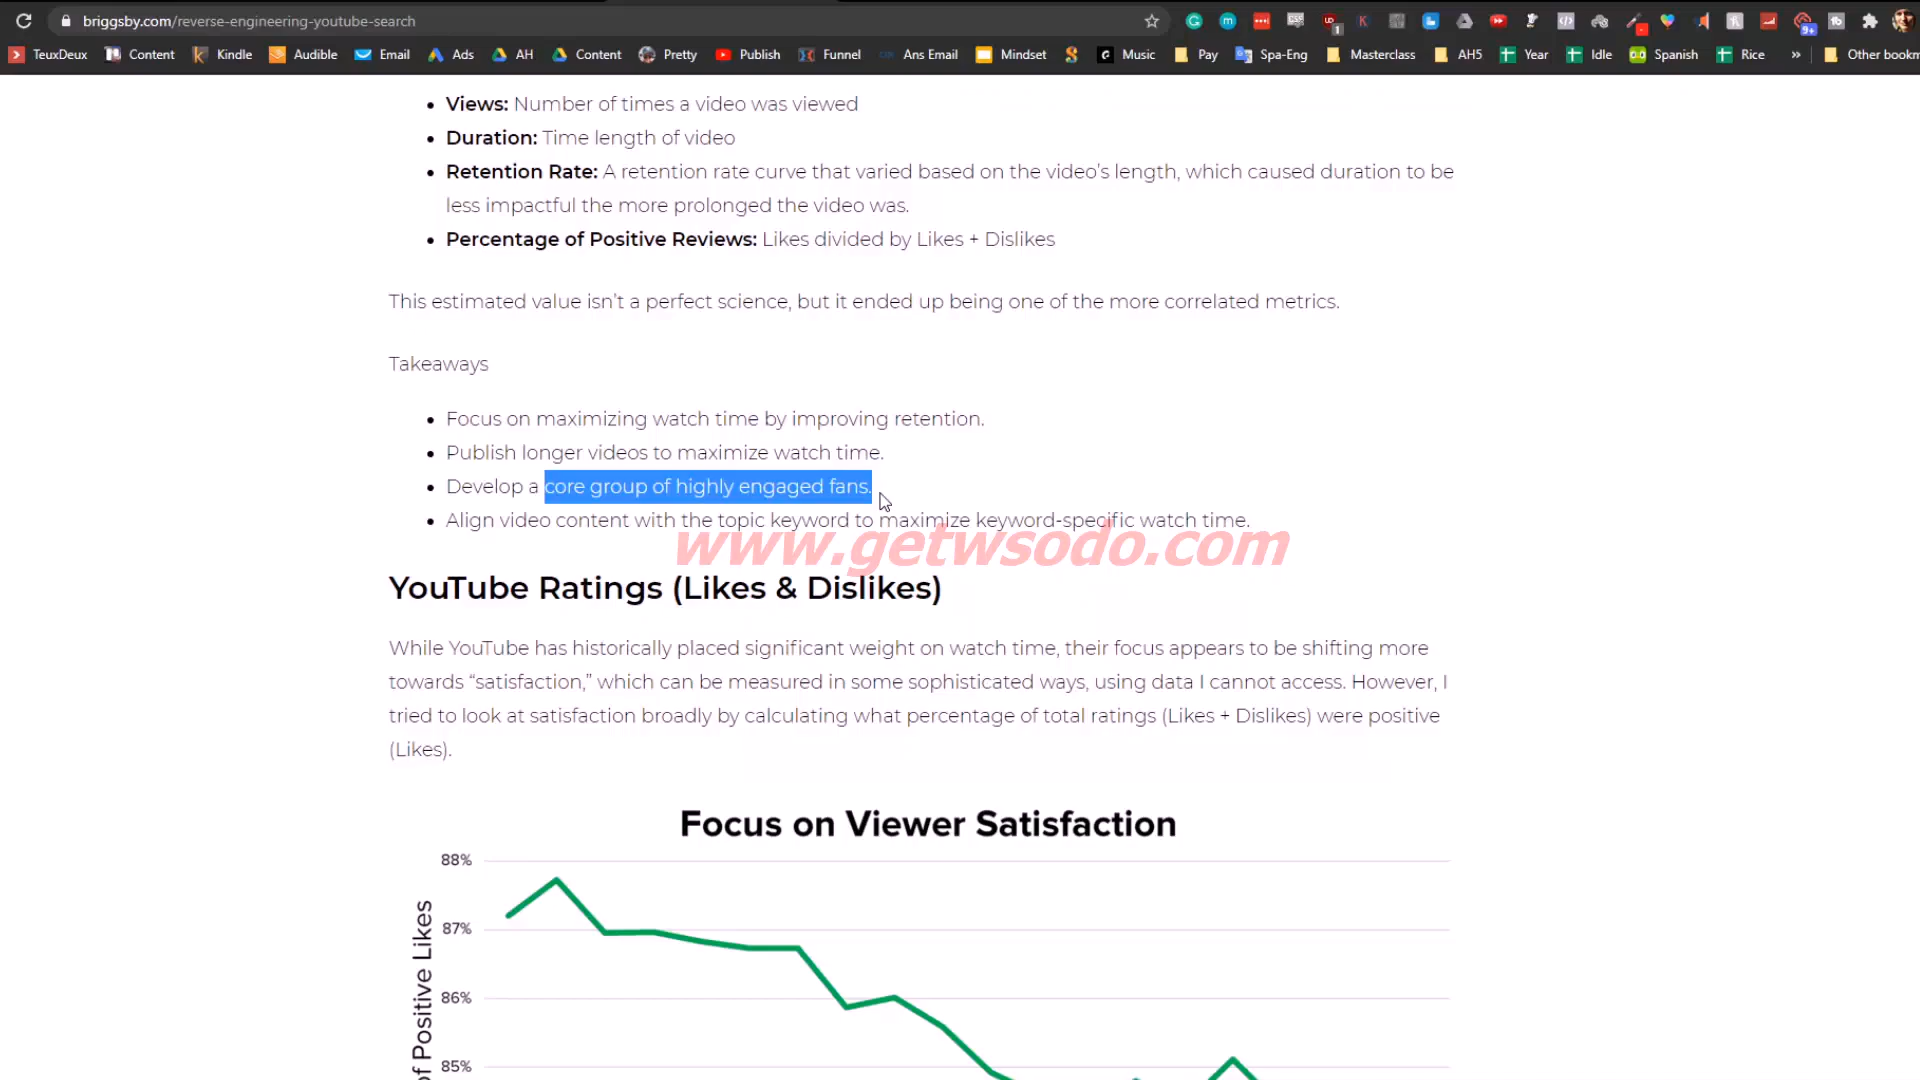 briggsby.com/reverse-engineering-youtube-search
TeuxDeux Content Kindle Audible Email Ads AH Content Pretty Publish Funnel Ans Email Mindset Music Pay Spa-Eng Masterclass AH5 Year Idle Spanish Rice » Other bookm
• Views: Number of times a video was viewed
• Duration: Time length of video
• Retention Rate: A retention rate curve that varied based on the video's length, which caused duration to be
less impactful the more prolonged the video was.
• Percentage of Positive Reviews: Likes divided by Likes + Dislikes
This estimated value isn't a perfect science, but it ended up being one of the more correlated metrics.
Takeaways
• Focus on maximizing watch time by improving retention.
• Publish longer videos to maximize watch time.
• Develop a core group of highly engaged fans.
• Align video content with the topic keyword to maximize keyword-specific watch time.
www.getwsodo.com
YouTube Ratings (Likes & Dislikes)
While YouTube has historically placed significant weight on watch time, their focus appears to be shifting more
towards “satisfaction,” which can be measured in some sophisticated ways, using data I cannot access. However, I
tried to look at satisfaction broadly by calculating what percentage of total ratings (Likes + Dislikes) were positive
(Likes).
Focus on Viewer Satisfaction
88%
87%
86%
85%
of Positive Likes